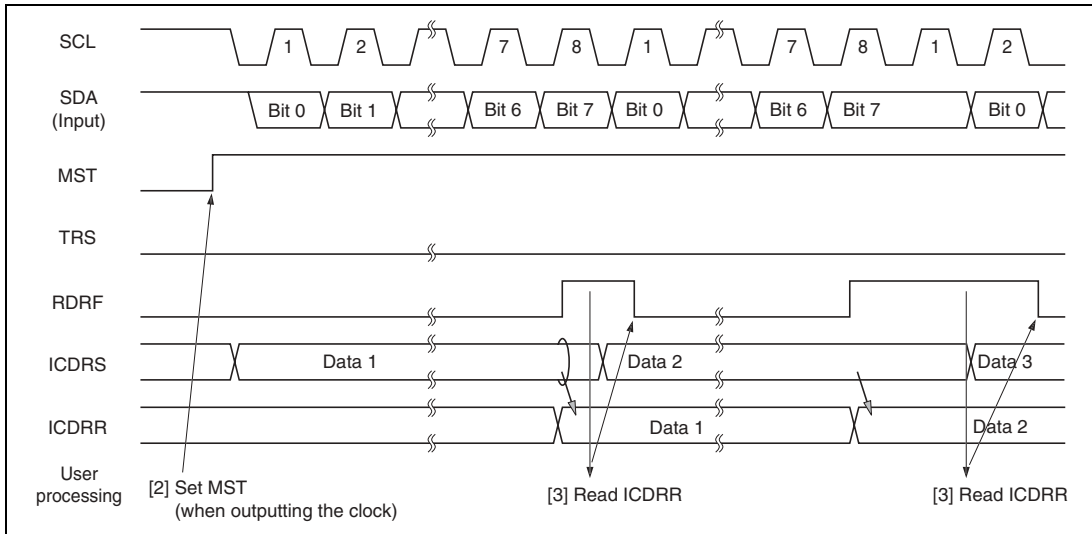 SCL 1 2 7 8 1 7 8 1 2
SDA
(Input)
Bit 0 Bit 1 Bit 6 Bit 7 Bit 0 Bit 6 Bit 7 Bit 0
MST
TRS
RDRF
ICDRS Data 1 Data 2 Data 3
ICDRR Data 1 Data 2
User
processing
[2] Set MST
(when outputting the clock)
[3] Read ICDRR
[3] Read ICDRR